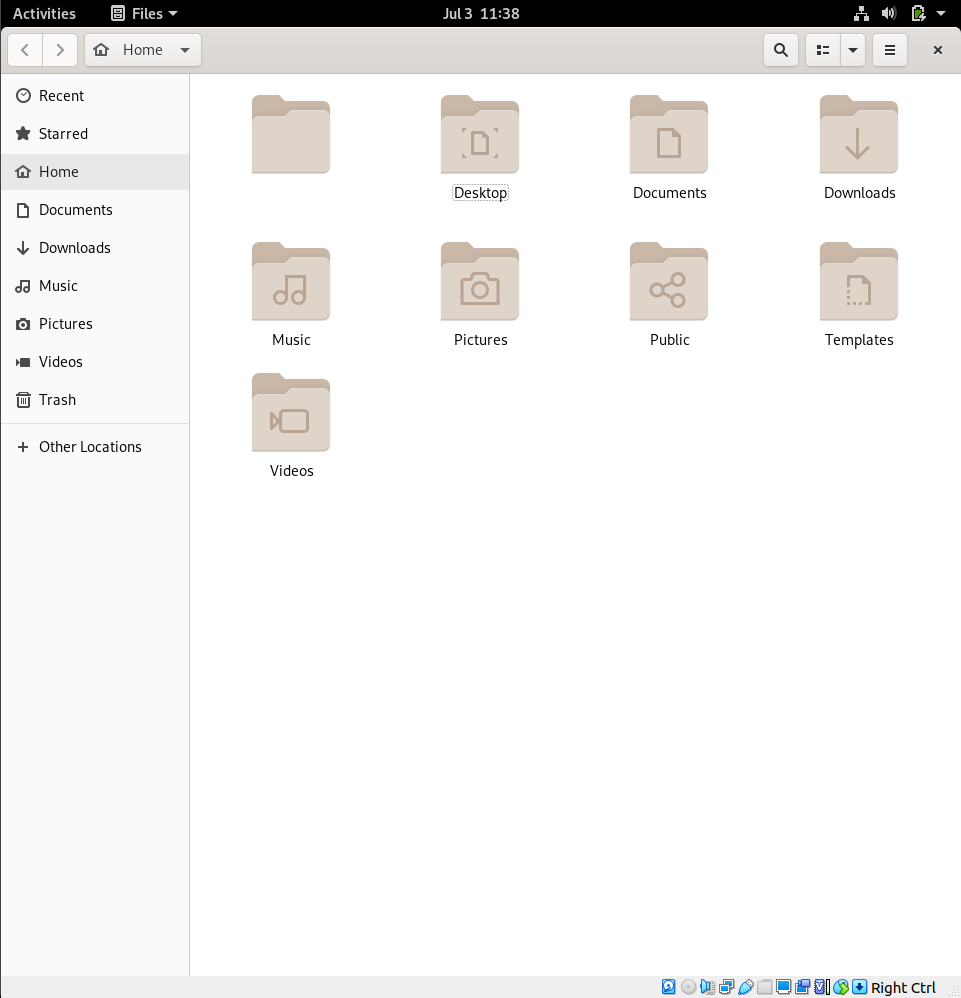 Activities Files Jul 3 11:38
Home
Recent
Starred
Home
Documents
Downloads
Music
Pictures
Videos
Trash
Other Locations
Desktop Documents Downloads
Music Pictures Public Templates
Videos
Right Ctrl